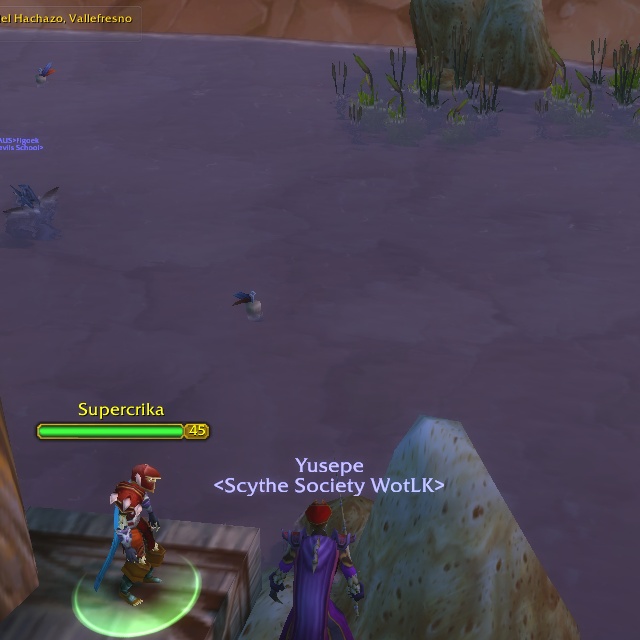 el Hachazo, Vallefresno
Supercrika
45
Yusepe
<Scythe Society WotLK>